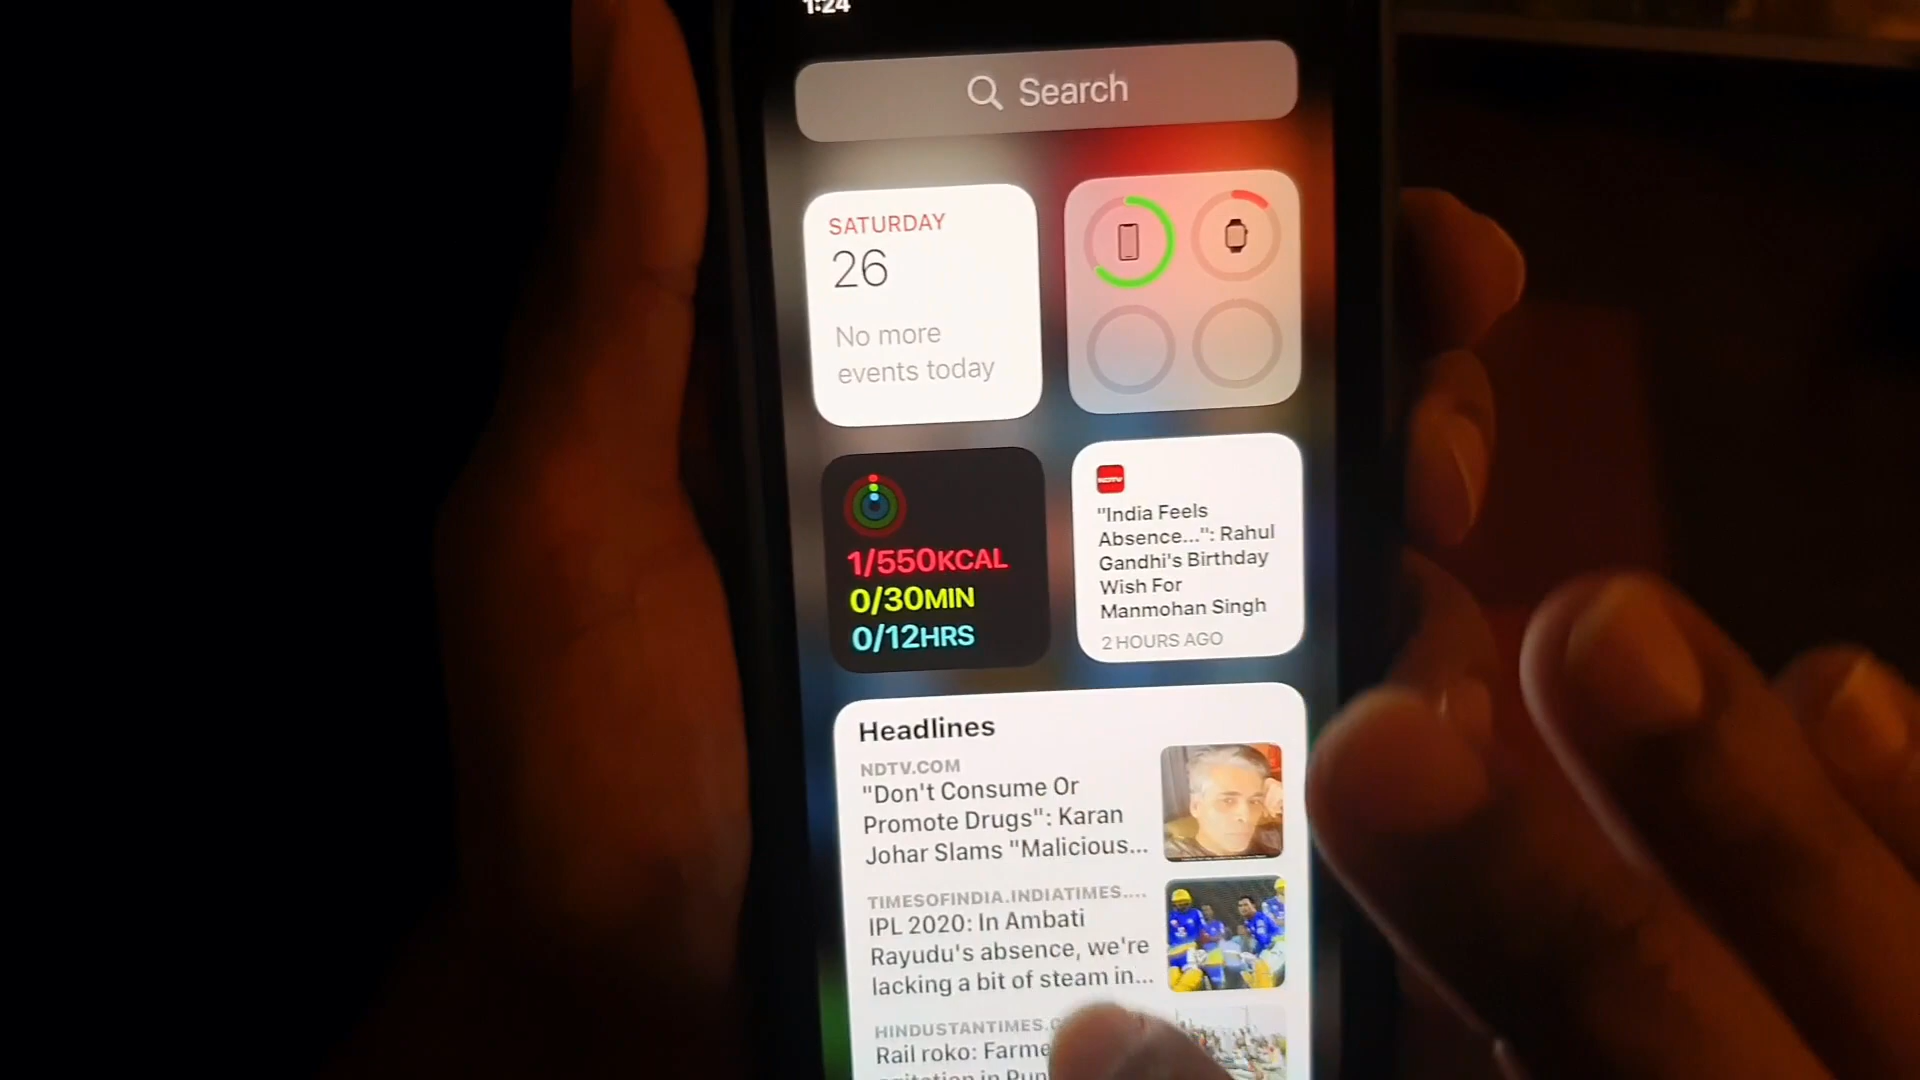 1:24
Search
SATURDAY
26
No more
events today
1/550KCAL
0/30MIN
0/12HRS
NDTV
"India Feels
Absence...": Rahul
Gandhi's Birthday
Wish For
Manmohan Singh
2 HOURS AGO
Headlines
NDTV.COM
"Don't Consume Or
Promote Drugs": Karan
Johar Slams "Malicious...
TIMESOFINDIA.INDIATIMES....
IPL 2020: In Ambati
Rayudu's absence, we're
lacking a bit of steam in...
HINDUSTANTIMES.
Rail roko: Farme
in